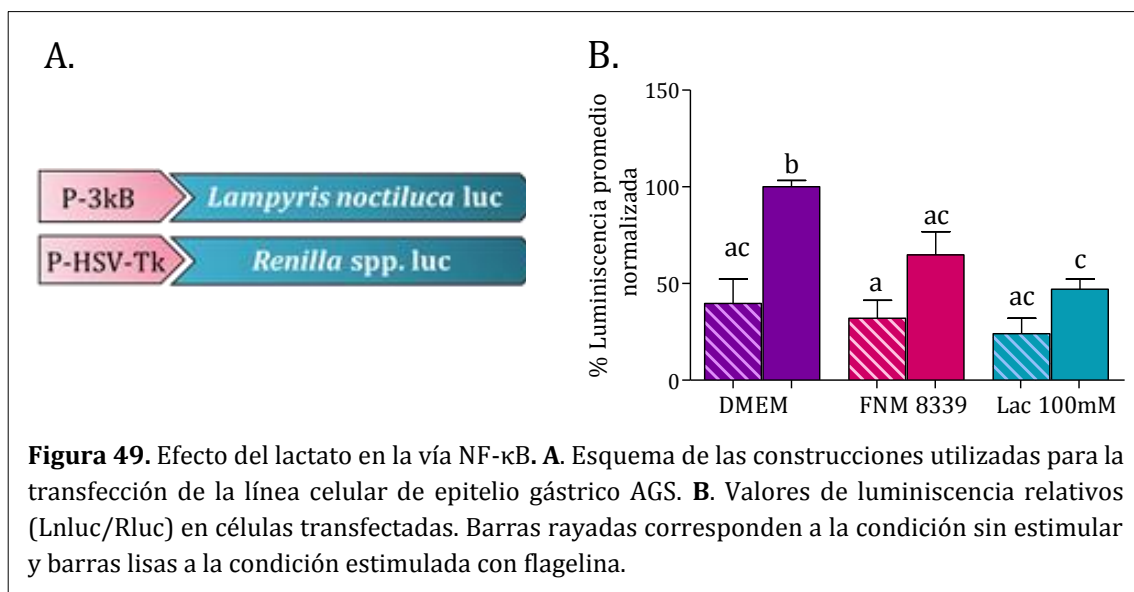 A.
P-3kB
Lampyris noctiluca luc
P-HSV-Tk
Renilla spp. luc
B.
% Luminiscencia promedio
normalizada
150
100
50
0
ac
b
a
ac
ac
c
DMEM
FNM 8339
Lac 100mM
Figura 49. Efecto del lactato en la vía NF-κB. A. Esquema de las construcciones utilizadas para la
transfección de la línea celular de epitelio gástrico AGS. B. Valores de luminiscencia relativos
(Lnluc/Rluc) en células transfectadas. Barras rayadas corresponden a la condición sin estimular
y barras lisas a la condición estimulada con flagelina.